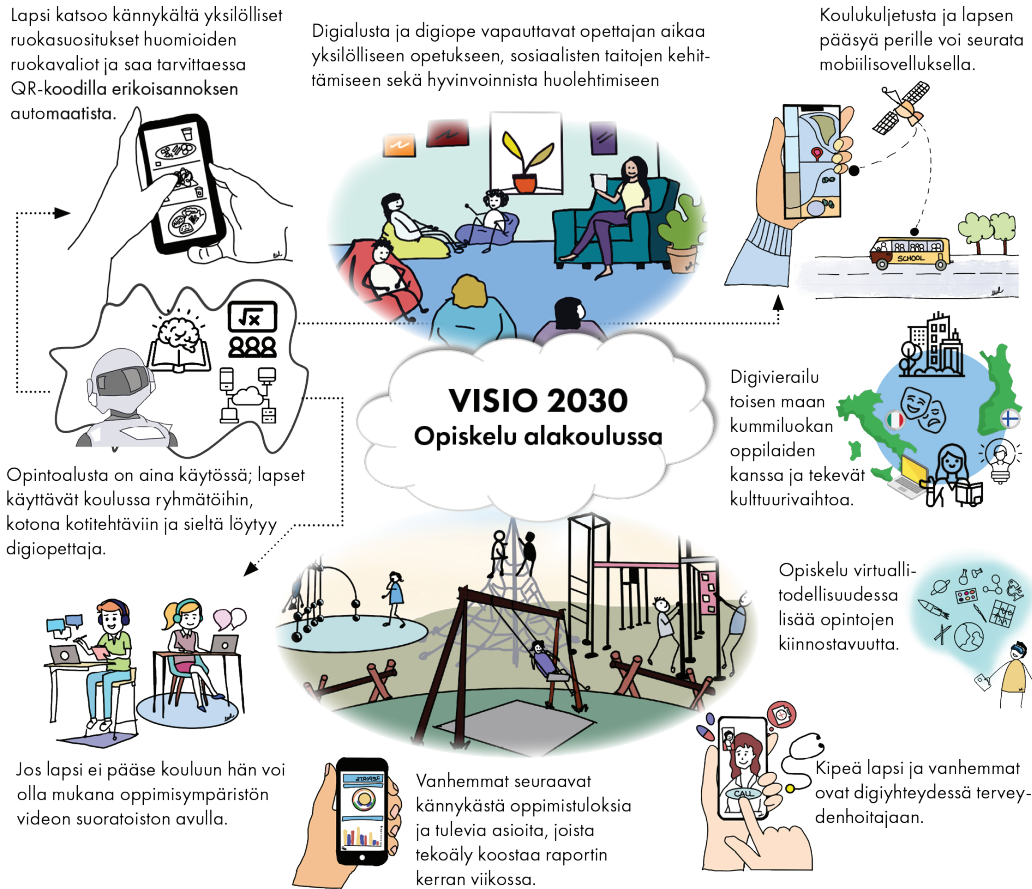 Lapsi katsoo kännykältä yksilölliset
ruokasuositukset huomioiden
ruokavaliot ja saa tarvittaessa
QR-koodilla erikoisannoksen
automaatista.
Digialusta ja digiope vapauttavat opettajan aikaa
yksilölliseen opetukseen, sosiaalisten taitojen kehit-
tämiseen sekä hyvinvoinnista huolehtimiseen
Koulukuljetusta ja lapsen
pääsyä perille voi seurata
mobiilisovelluksella.
SCHOOL
√x
VISIO 2030
Opiskelu alakoulussa
Digivierailu
toisen maan
kummiluokan
oppilaiden
kanssa ja tekevät
kulttuurivaihtoa.
Opintoalusta on aina käytössä; lapset
käyttävät koulussa ryhmätöihin,
kotona kotitehtäviin ja sieltä löytyy
digiopettaja.
Opiskelu virtualli-
todellisuudessa
lisää opintojen
kiinnostavuutta.
Jos lapsi ei pääse kouluun hän voi
olla mukana oppimisympäristön
videon suoratoiston avulla.
Vanhemmat seuraavat
kännykästä oppimistuloksia
ja tulevia asioita, joista
tekoäly koostaa raportin
kerran viikossa.
CALL
Kipeä lapsi ja vanhemmat
ovat digiyhteydessä tervey-
denhoitajaan.